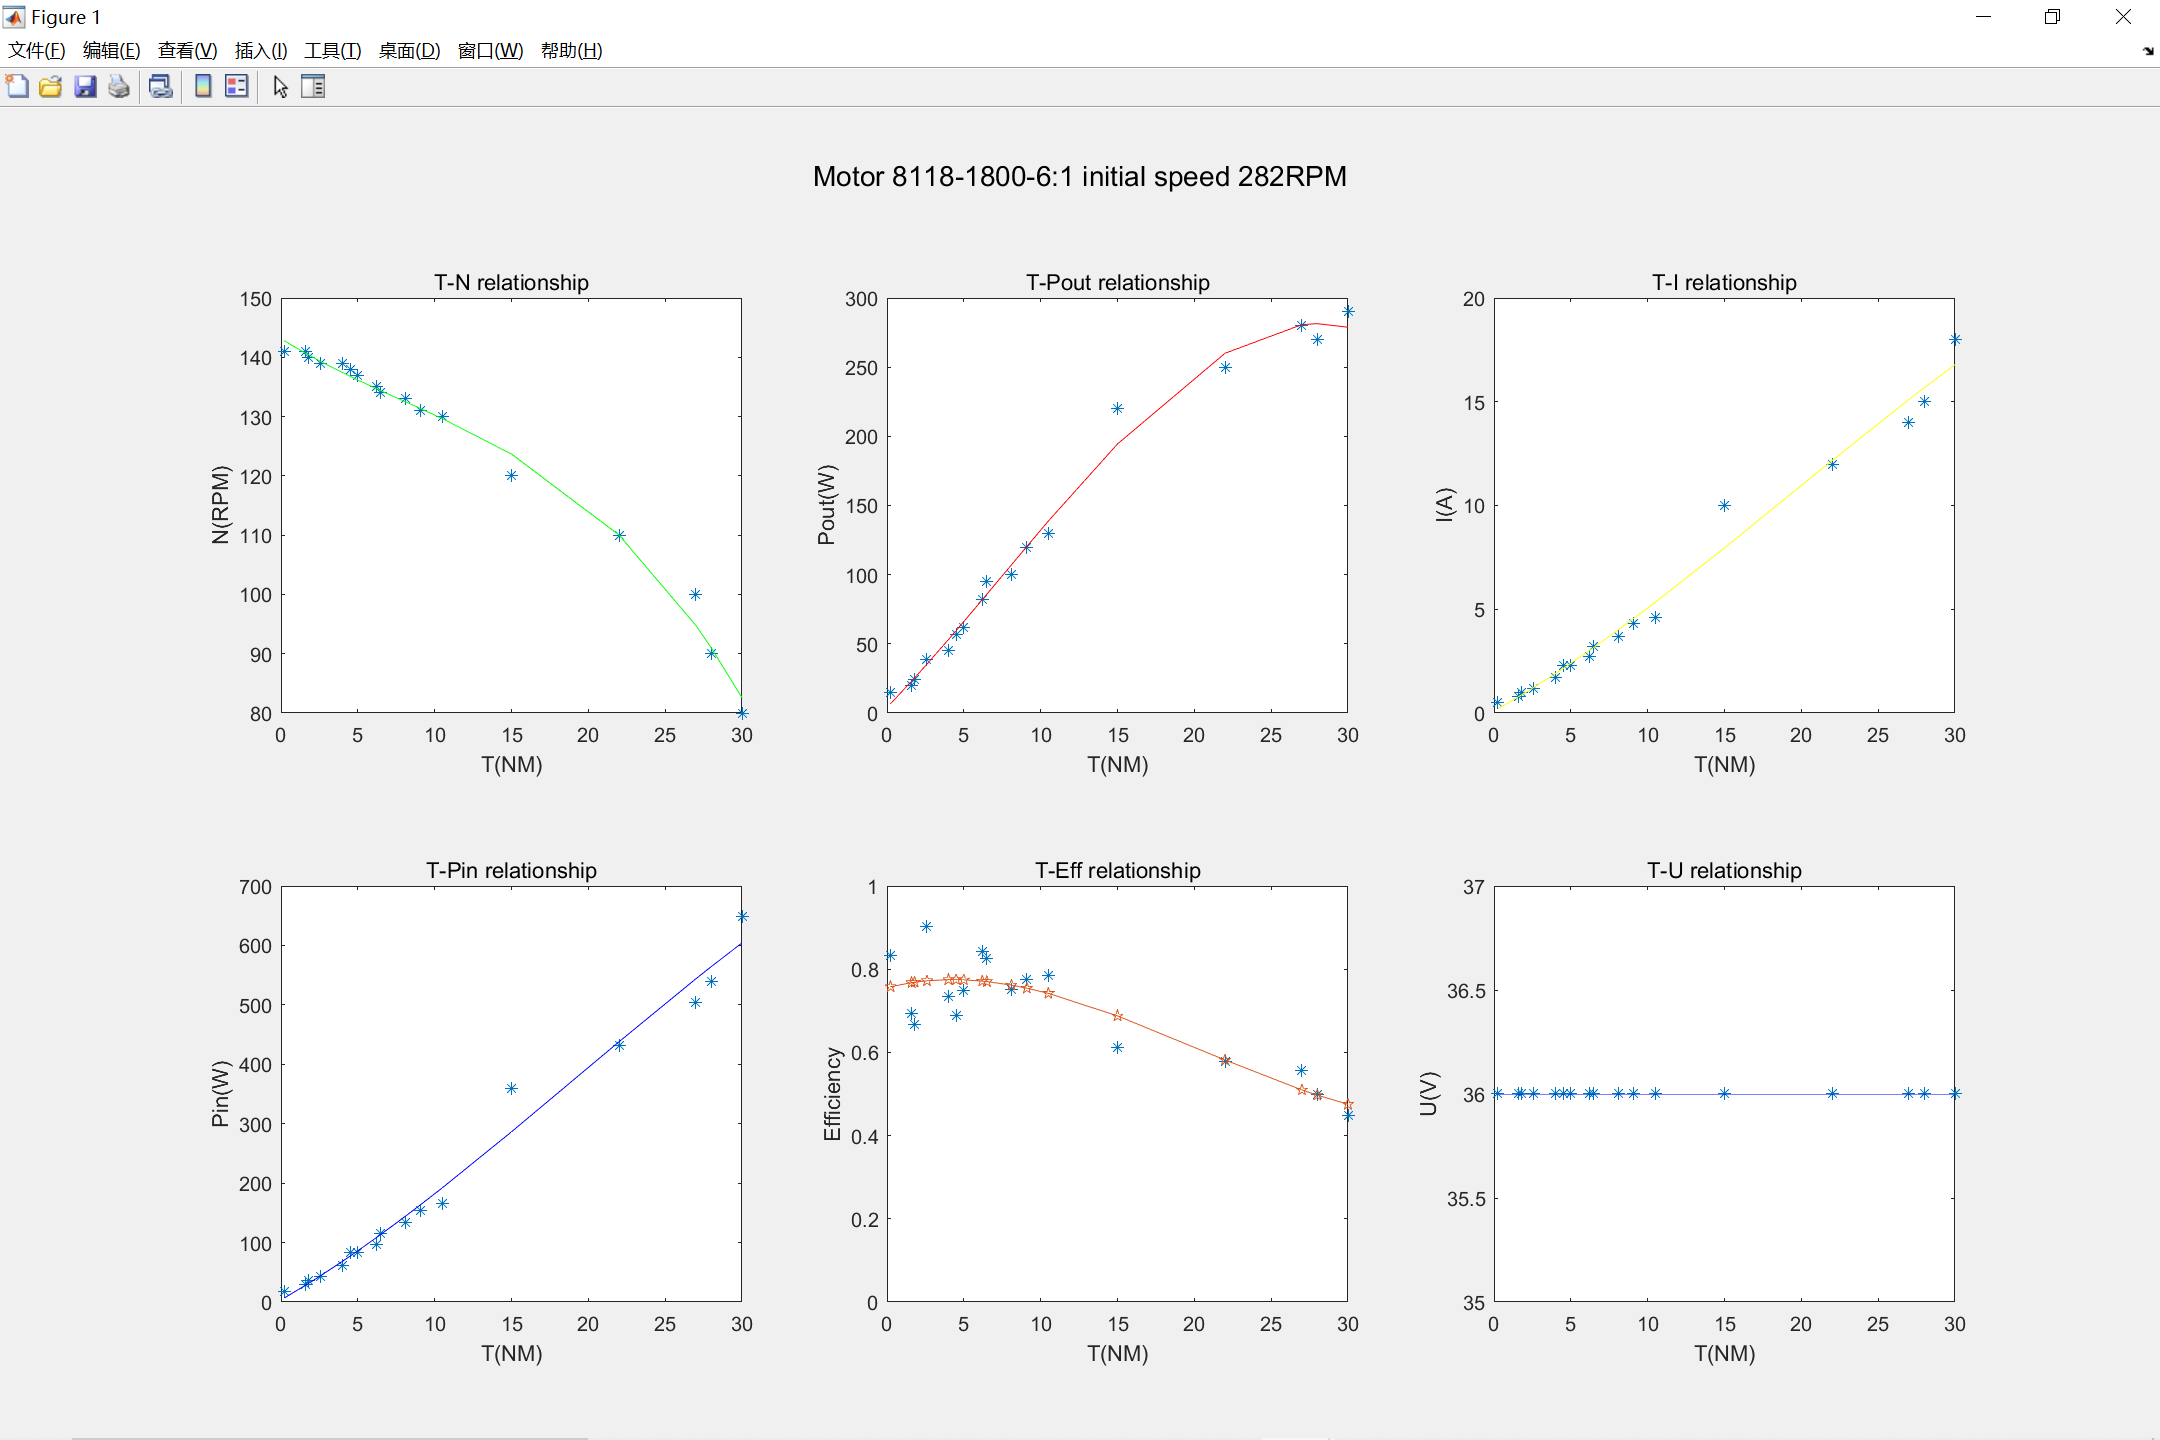 Figure 1
文件(F) 编辑(E) 查看(V) 插入(I) 工具(T) 桌面(D) 窗口(W) 帮助(H)
Motor 8118-1800-6:1 initial speed 282RPM
T-N relationship
150
140
130
120
110
100
90
80
N(RPM)
0 5 10 15 20 25 30
T(NM)
T-Pout relationship
300
250
200
150
100
50
0
Pout(W)
0 5 10 15 20 25 30
T(NM)
T-I relationship
20
15
10
5
0
I(A)
0 5 10 15 20 25 30
T(NM)
T-Pin relationship
700
600
500
400
300
200
100
0
Pin(W)
0 5 10 15 20 25 30
T(NM)
T-Eff relationship
1
0.8
0.6
0.4
0.2
0
Efficiency
0 5 10 15 20 25 30
T(NM)
T-U relationship
37
36.5
36
35.5
35
U(V)
0 5 10 15 20 25 30
T(NM)